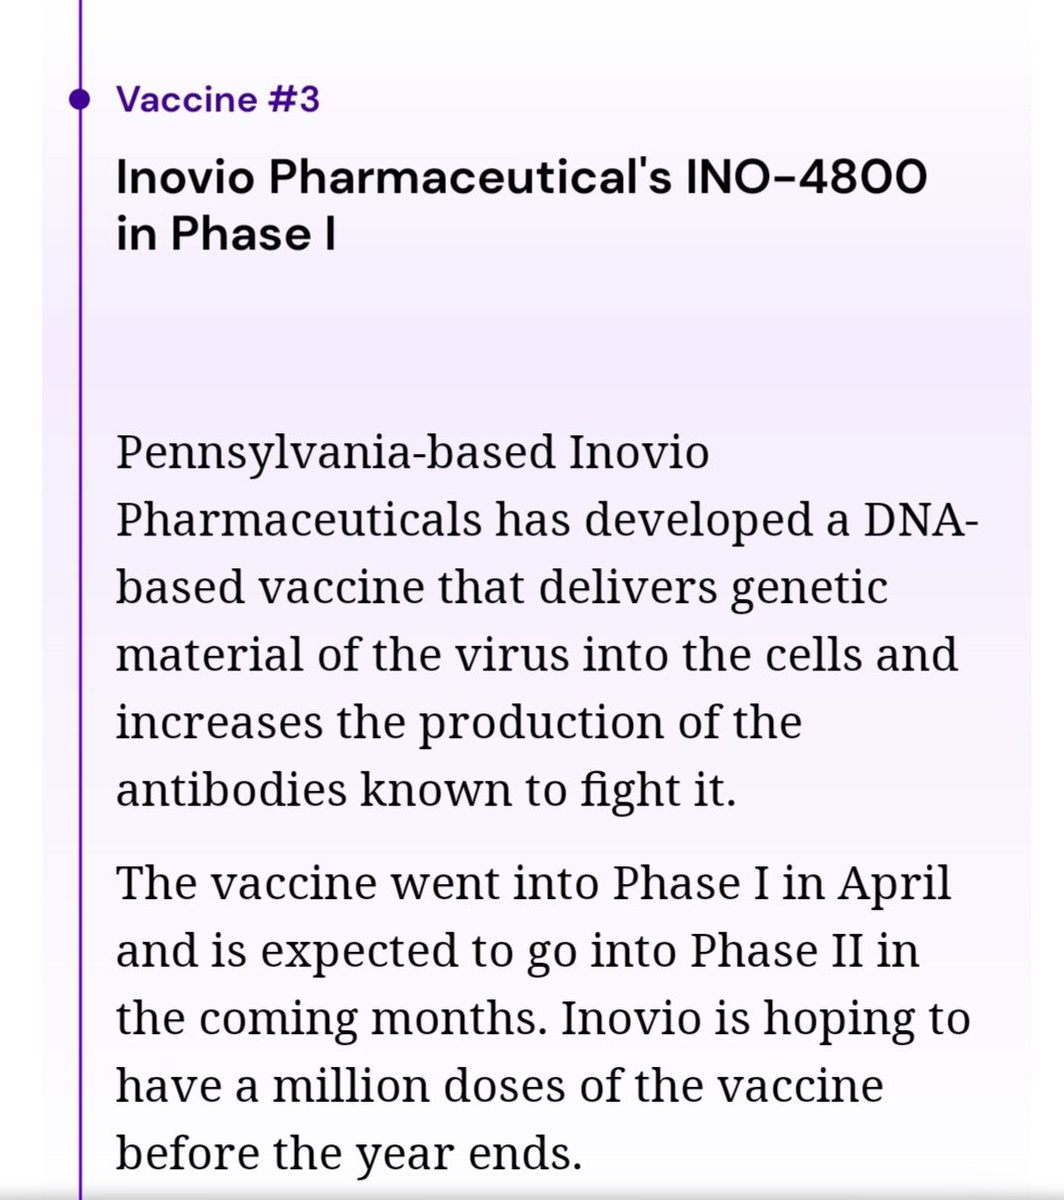 Vaccine #3
Inovio Pharmaceutical's INO-4800
in Phase I
Pennsylvania-based Inovio
Pharmaceuticals has developed a DNA-
based vaccine that delivers genetic
material of the virus into the cells and
increases the production of the
antibodies known to fight it.
The vaccine went into Phase I in April
and is expected to go into Phase II in
the coming months. Inovio is hoping to
have a million doses of the vaccine
before the year ends.